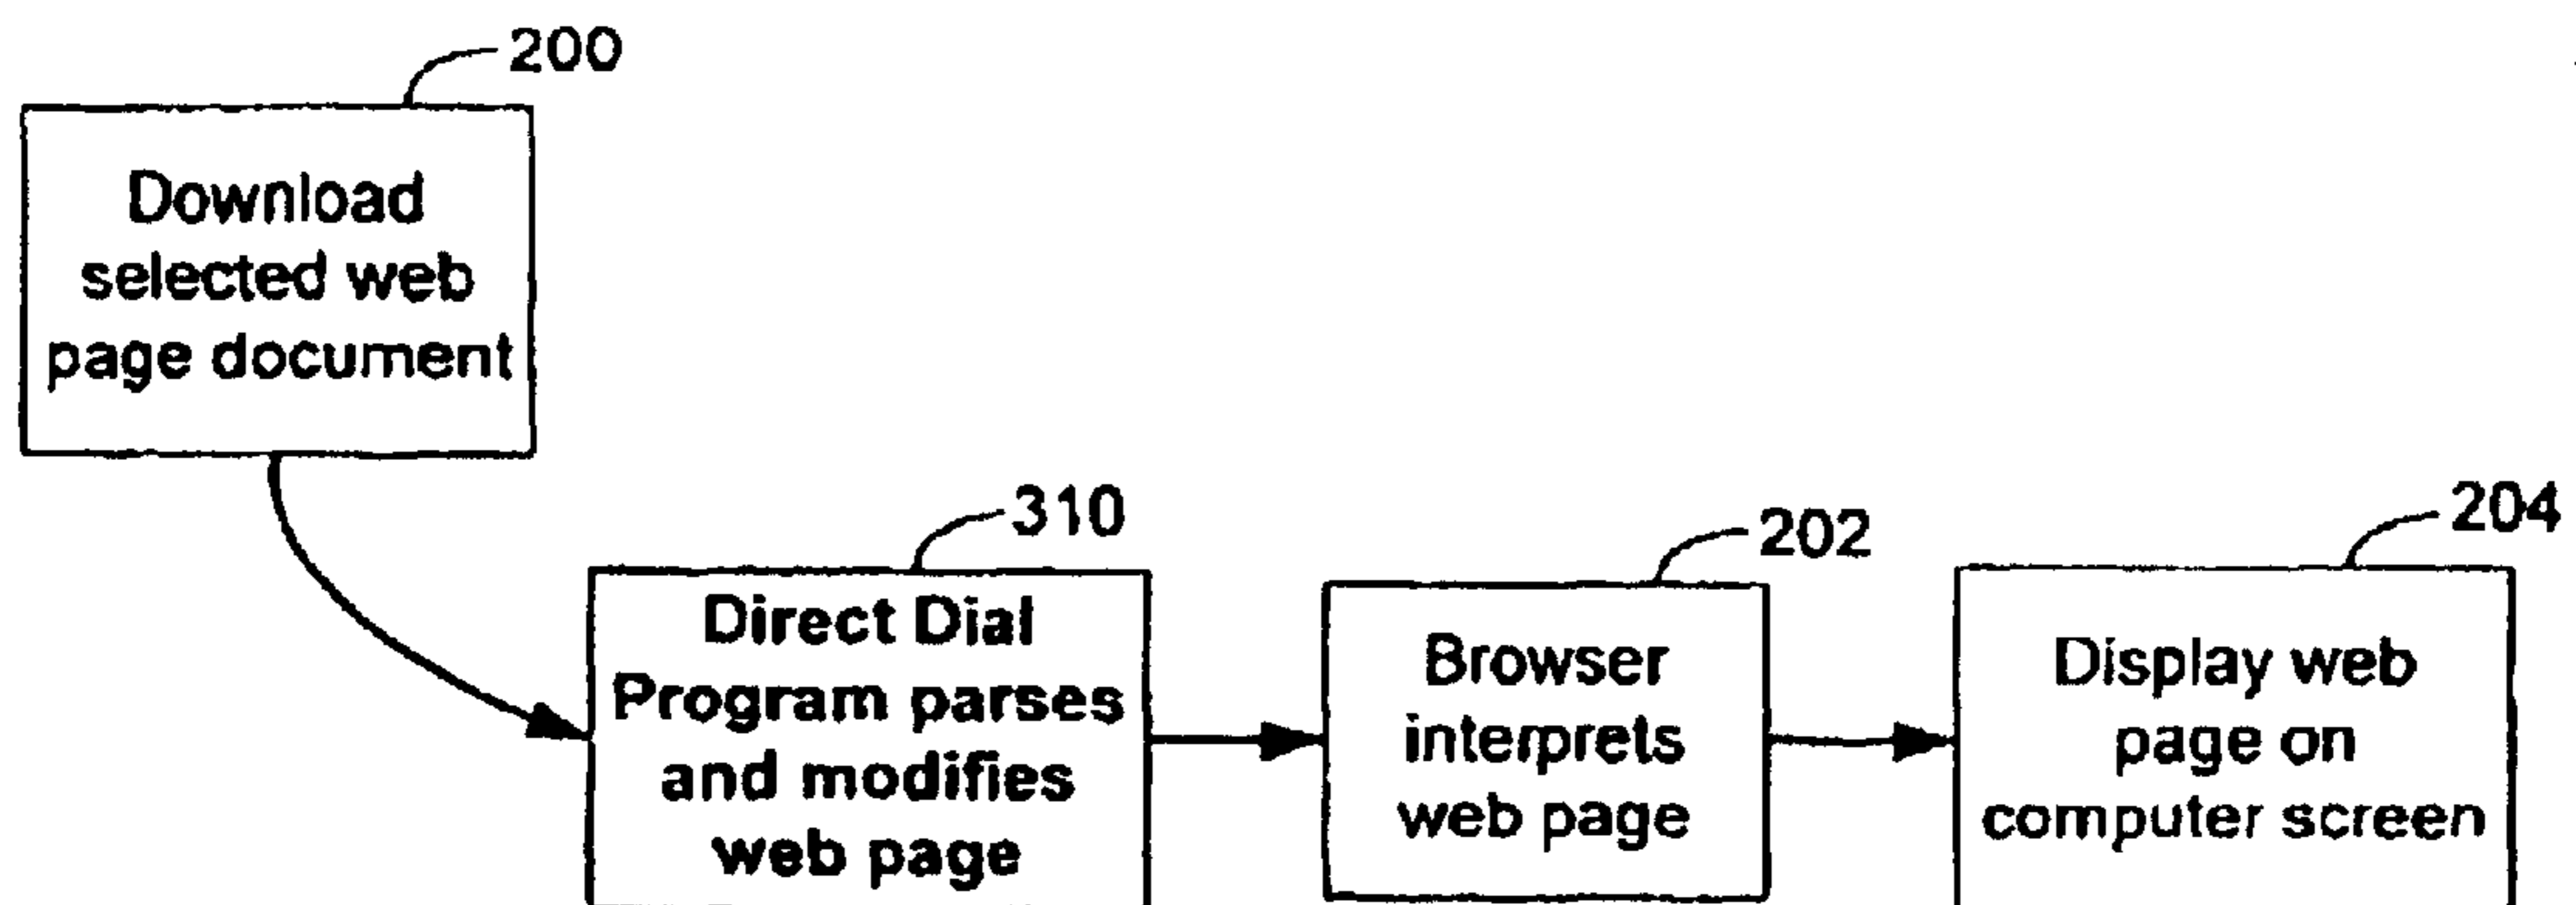 200
Download
selected web
page document
310
Direct Dial
Program parses
and modifies
web page
202
Browser
interprets
web page
204
Display web
page on
computer screen